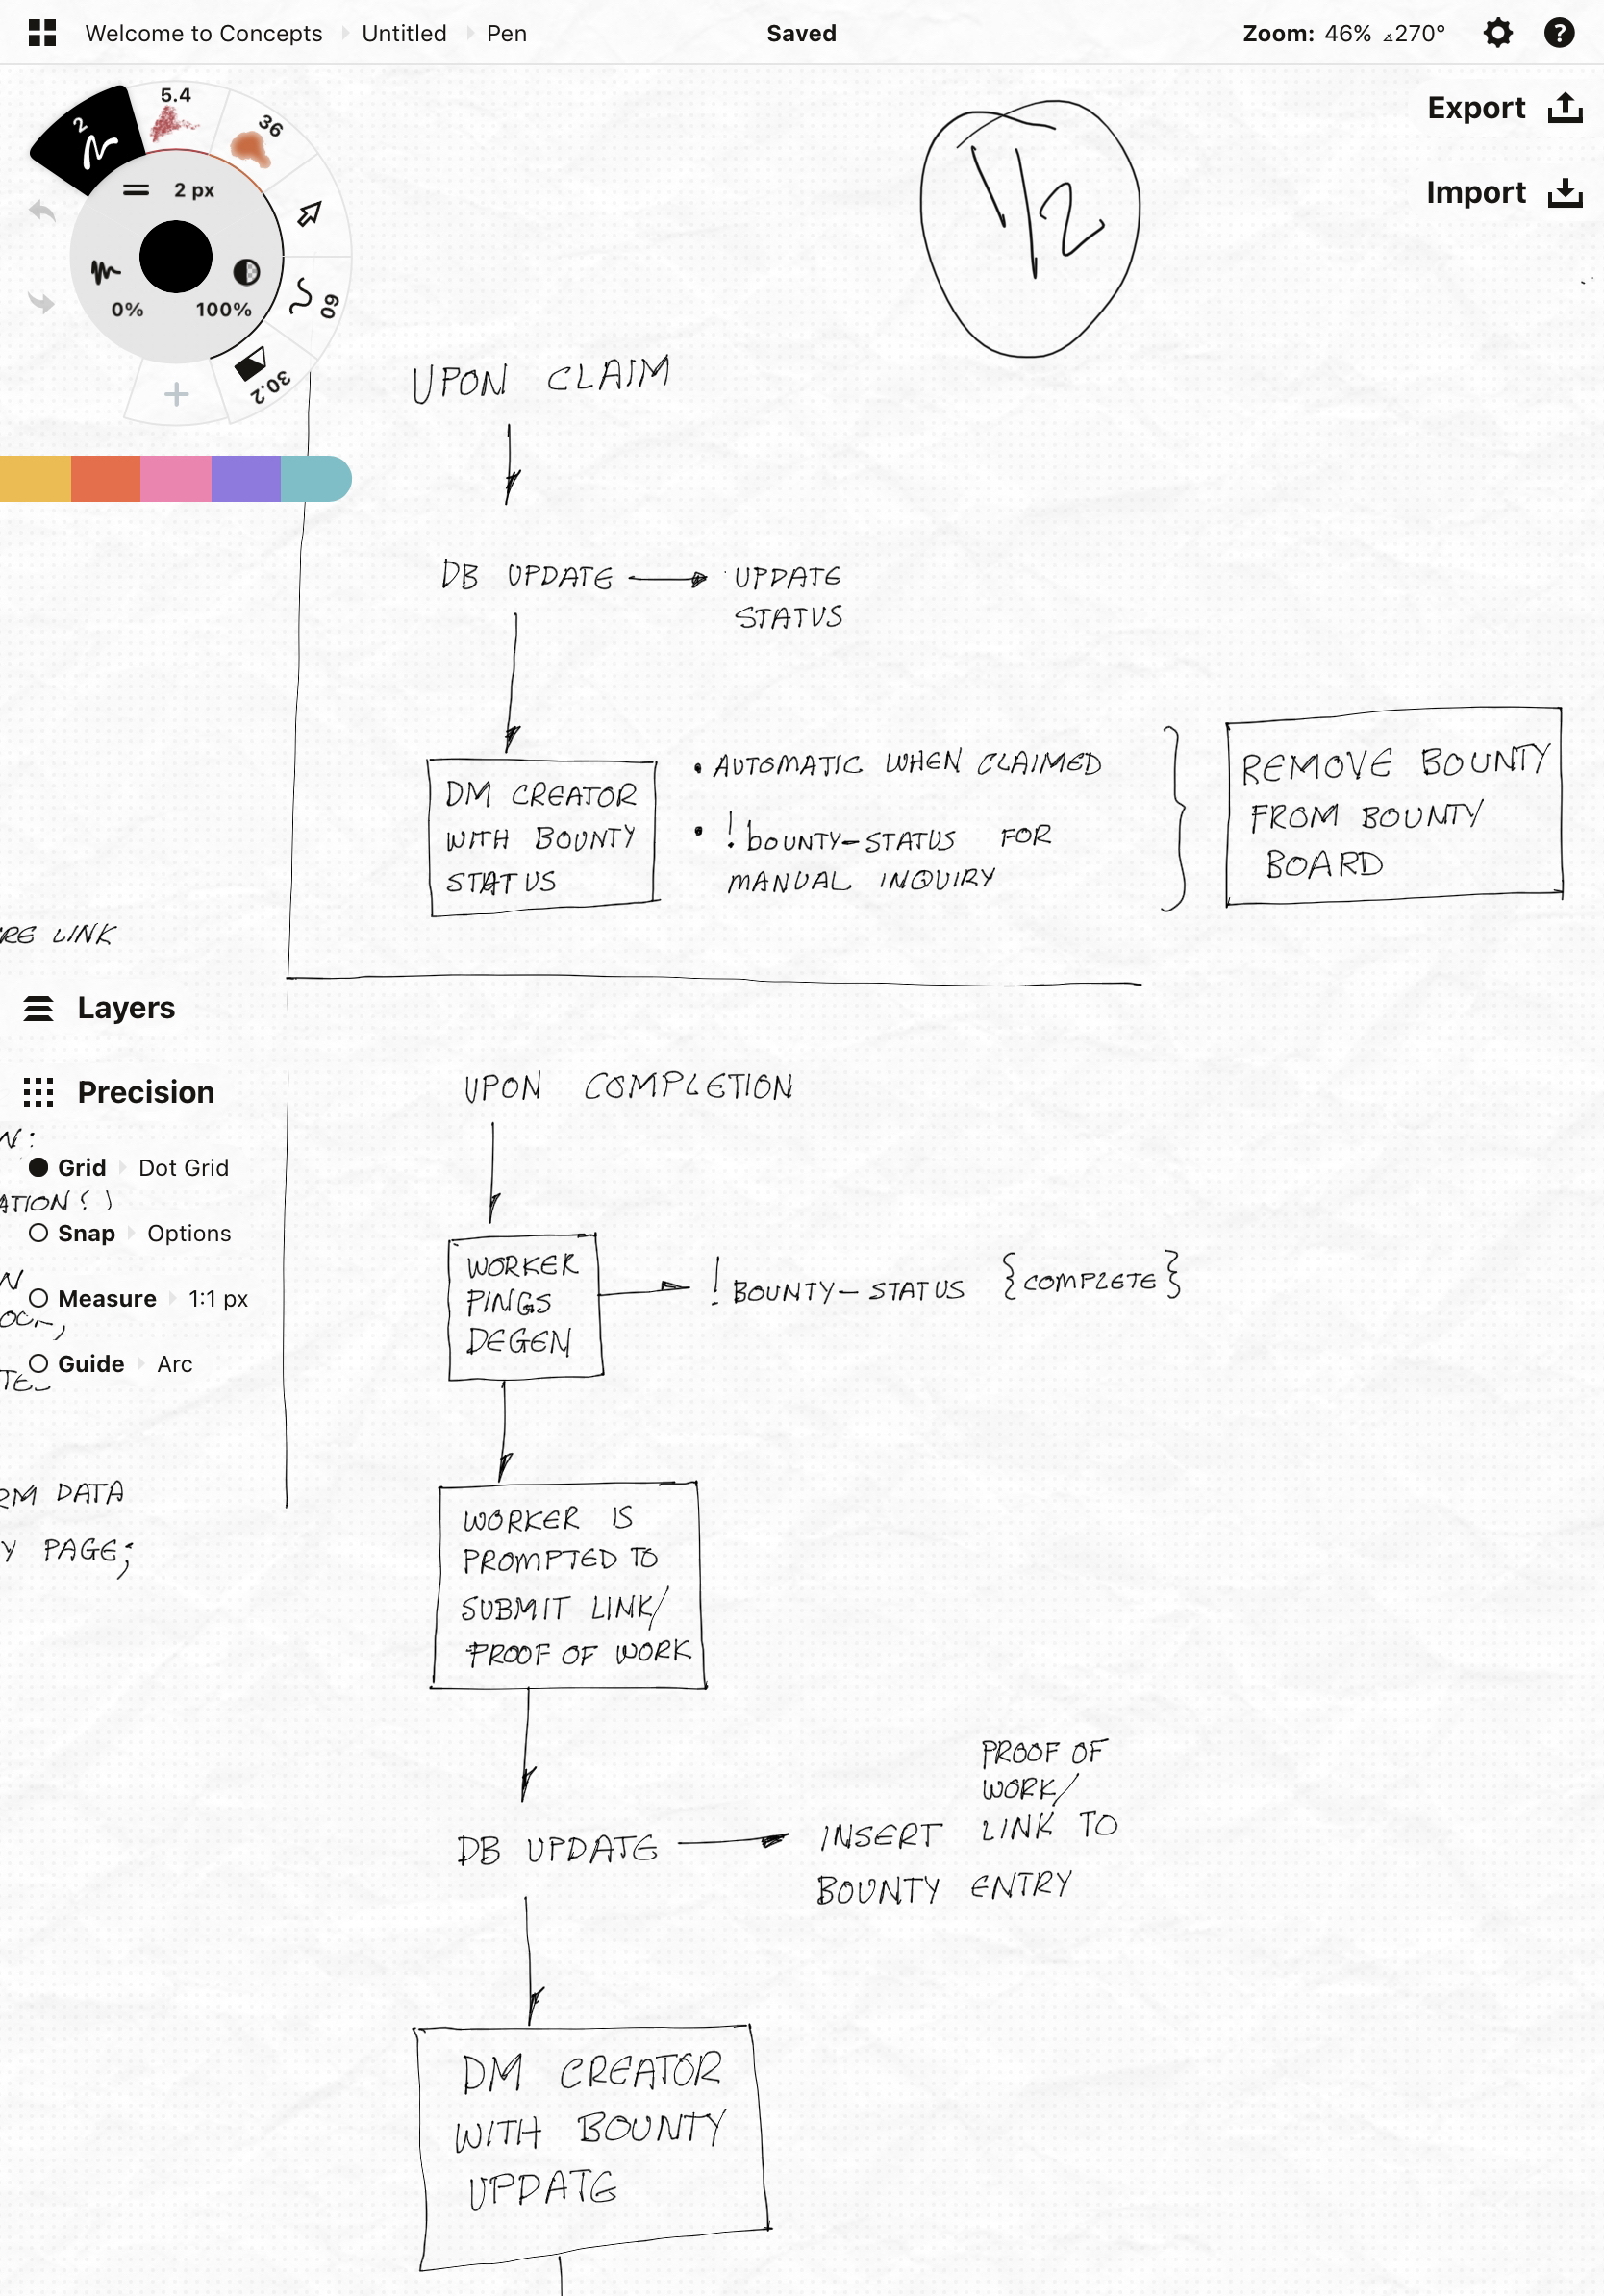 Welcome to Concepts Untitled Pen
Saved
Zoom: 46% ∡270°
Export
Import
2
5.4
36
2 px
0%
100%
60
30.2
1/2
UPON CLAIM
DB UPDATE
UPDATE
STATUS
DM CREATOR
WITH BOUNTY
STATUS
• AUTOMATIC WHEN CLAIMED
• !BOUNTY-STATUS FOR
MANUAL INQUIRY
REMOVE BOUNTY
FROM BOUNTY
BOARD
RE LINK
Layers
Precision
N:
Grid Dot Grid
ATION
Snap Options
N
Measure 1:1 px
Guide Arc
RM DATA
Y PAGE;
UPON COMPLETION
WORKER
PINGS
DEGEN
!BOUNTY-STATUS {COMPLETE}
WORKER IS
PROMPTED TO
SUBMIT LINK/
PROOF OF WORK
DB UPDATE
PROOF OF
WORK/
INSERT LINK TO
BOUNTY ENTRY
DM CREATOR
WITH BOUNTY
UPDATE